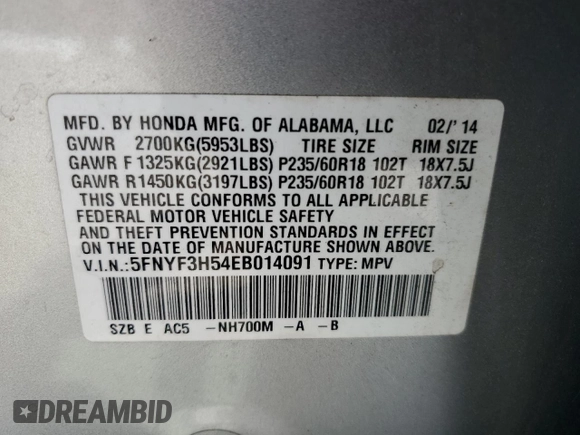 MFD. BY HONDA MFG. OF ALABAMA, LLC 02/'14
GVWR 2700KG(5953LBS) TIRE SIZE RIM SIZE
GAWR F 1325KG(2921LBS) P235/60R18 102T 18X7.5J
GAWR R1450KG(3197LBS) P235/60R18 102T 18X7.5J
THIS VEHICLE CONFORMS TO ALL APPLICABLE
FEDERAL MOTOR VEHICLE SAFETY
AND THEFT PREVENTION STANDARDS IN EFFECT ON
THE DATE OF MANUFACTURE SHOWN ABOVE.
V.I.N.:5FNYF3H54EB014091 TYPE: MPV
SZB E AC5 -NH700M -A -B
DREAMBID